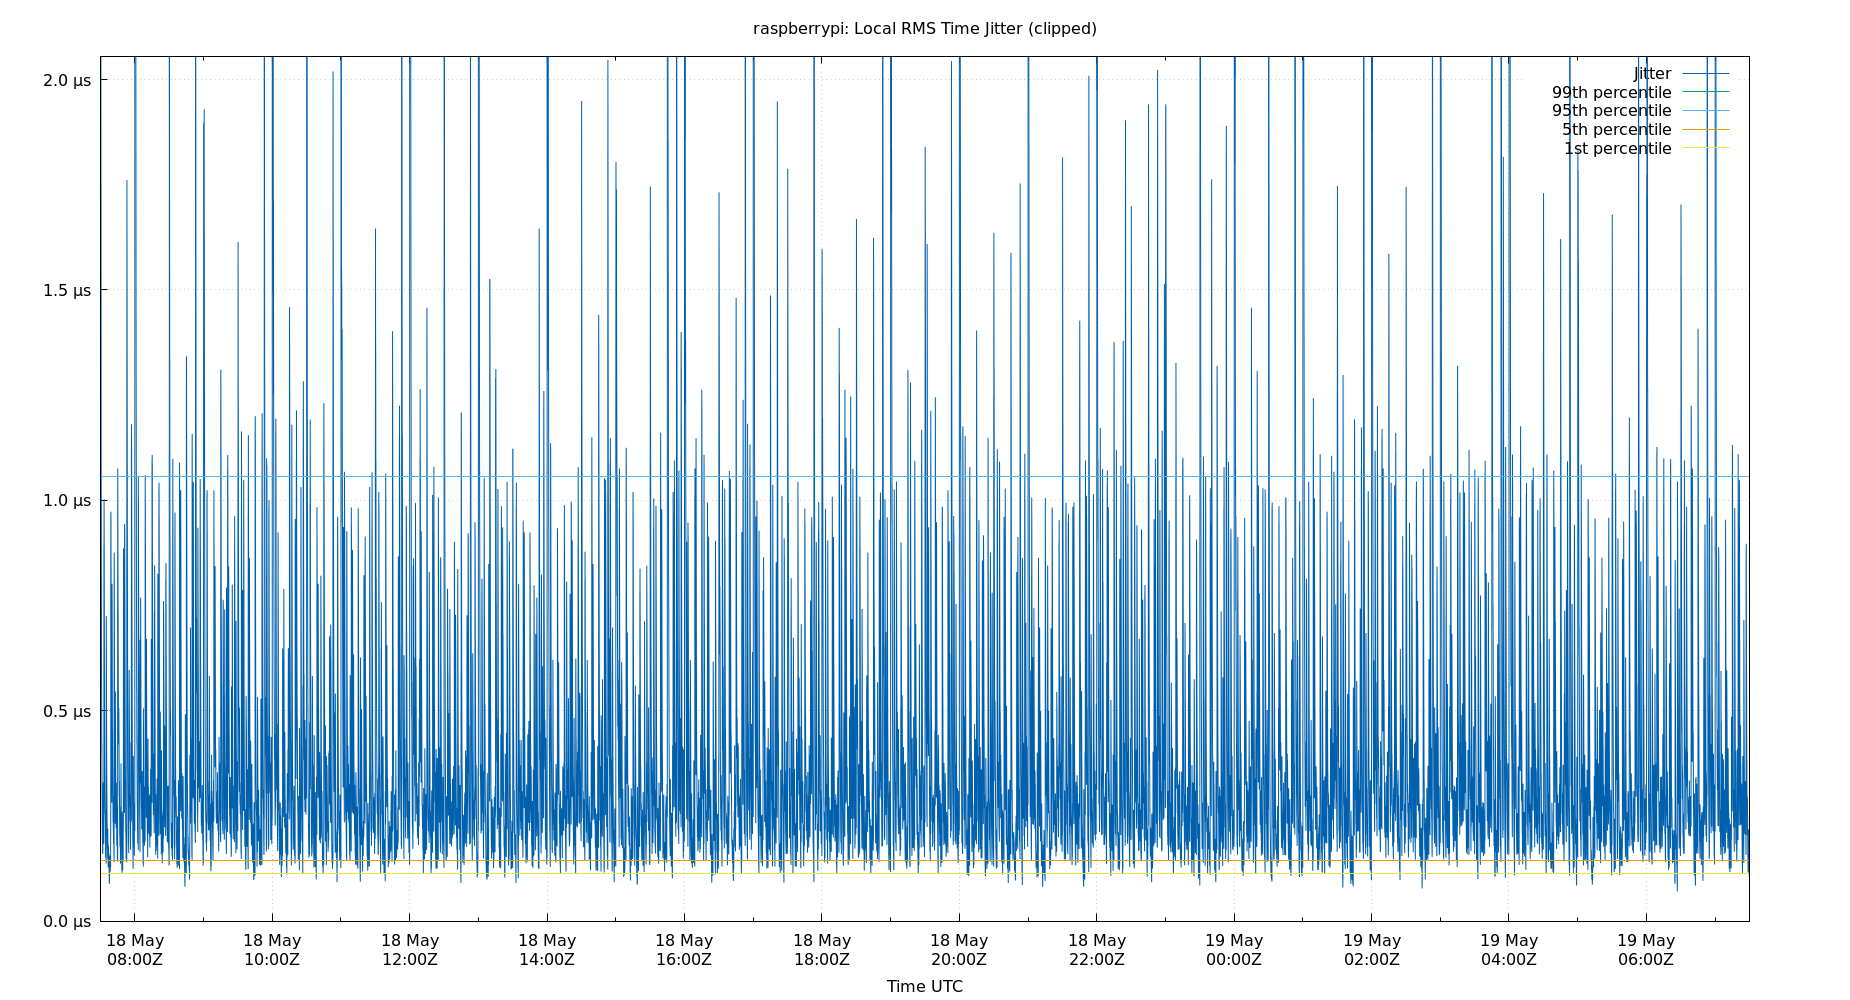 raspberrypi: Local RMS Time Jitter (clipped)
2.0 µs
1.5 µs
1.0 µs
0.5 µs
0.0 µs
Jitter
99th percentile
95th percentile
5th percentile
1st percentile
18 May 18 May 18 May 18 May 18 May 18 May 18 May 18 May 19 May 19 May 19 May 19 May
08:00Z 10:00Z 12:00Z 14:00Z 16:00Z 18:00Z 20:00Z 22:00Z 00:00Z 02:00Z 04:00Z 06:00Z
Time UTC